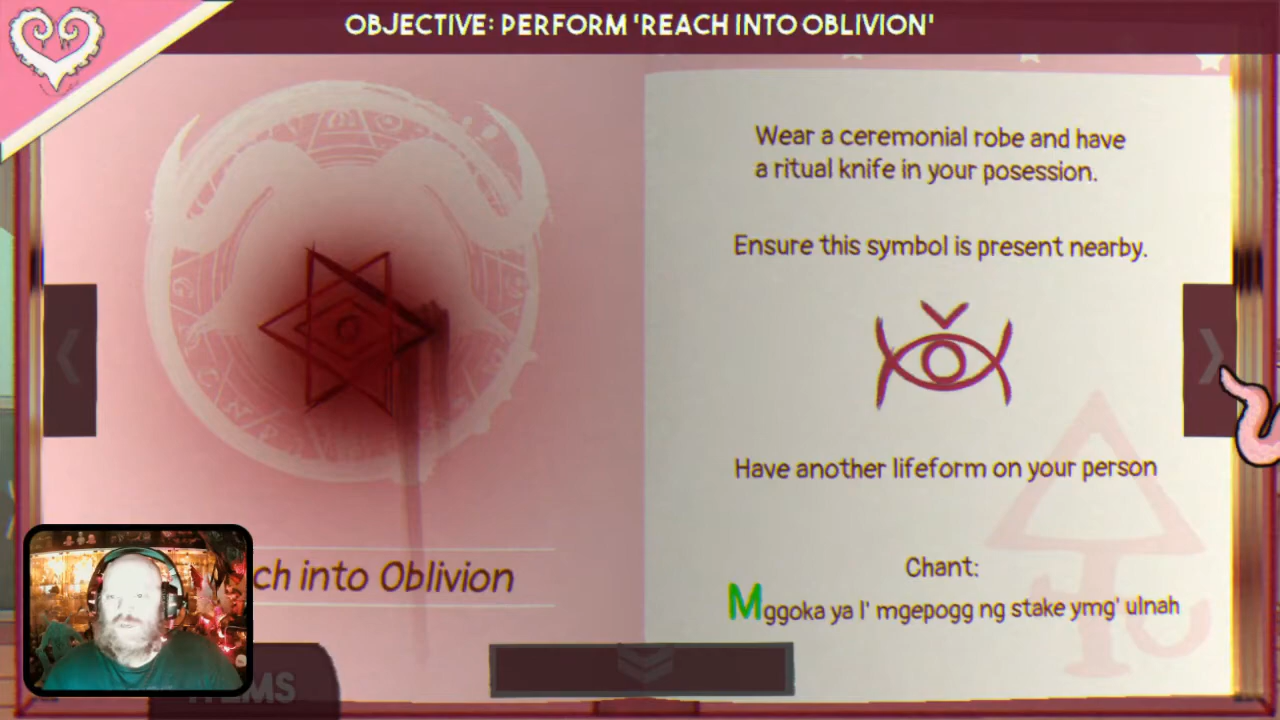 OBJECTIVE: PERFORM 'REACH INTO OBLIVION'
Wear a ceremonial robe and have
a ritual knife in your posession.
Ensure this symbol is present nearby.
Have another lifeform on your person
into Oblivion
Chant:
Mggoka ya l' mgepogg ng stake ymg' ulnah